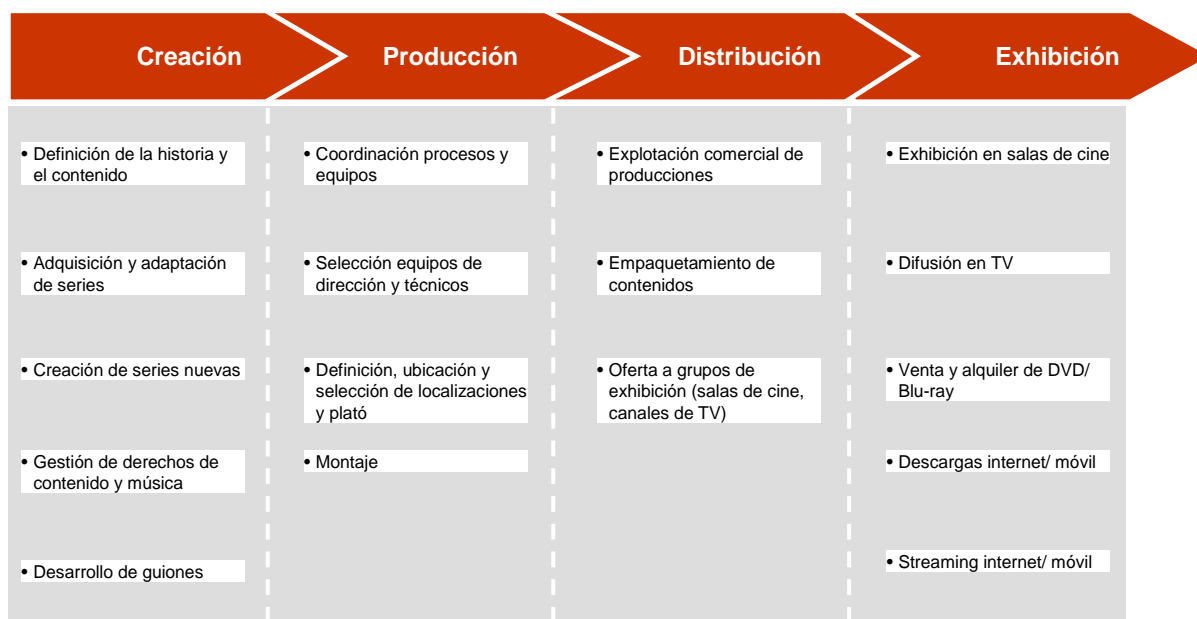 Creación
Producción
Distribución
Exhibición
• Definición de la historia y
el contenido
• Adquisición y adaptación
de series
• Creación de series nuevas
• Gestión de derechos de
contenido y música
• Desarrollo de guiones
• Coordinación procesos y
equipos
• Selección equipos de
dirección y técnicos
• Definición, ubicación y
selección de localizaciones
y plató
• Montaje
• Explotación comercial de
producciones
• Empaquetamiento de
contenidos
• Oferta a grupos de
exhibición (salas de cine,
canales de TV)
• Exhibición en salas de cine
• Difusión en TV
• Venta y alquiler de DVD/
Blu-ray
• Descargas internet/ móvil
• Streaming internet/ móvil